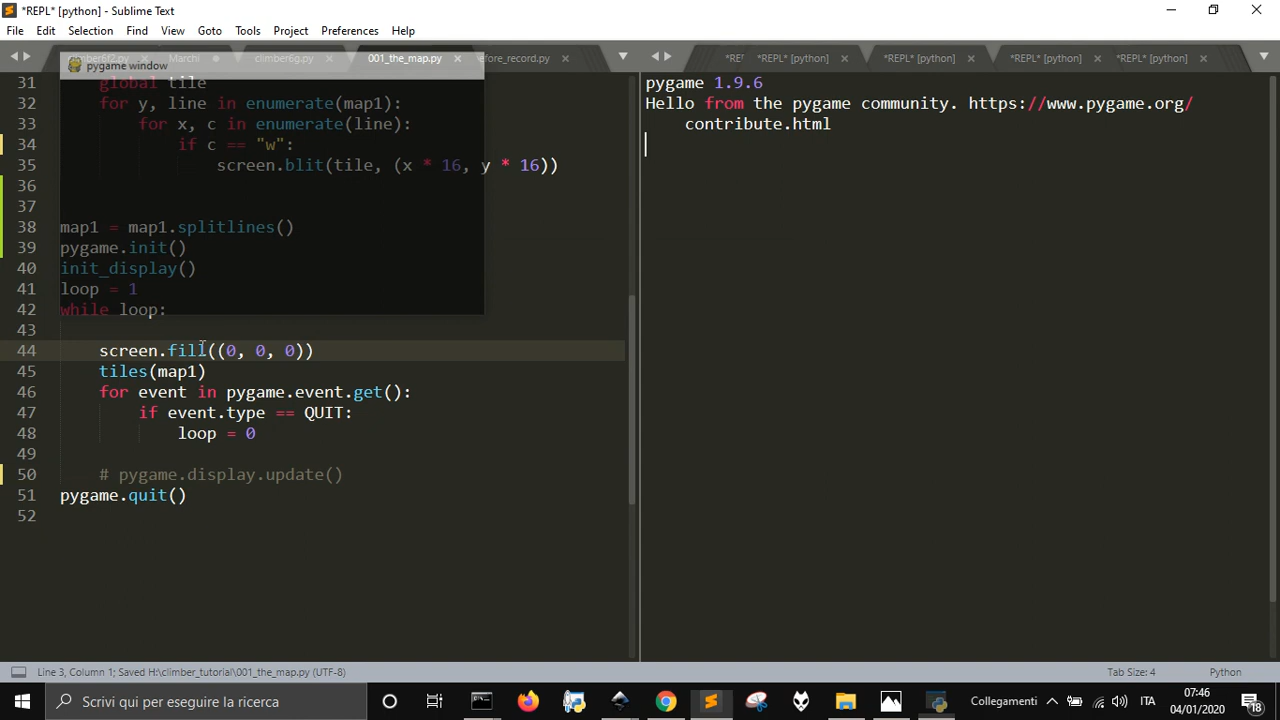 *REPL* [python] - Sublime Text
File Edit Selection Find View Goto Tools Project Preferences Help
climber6f2.py Marchi climber6g.py 001_the_map.py efore_record.py *RE *REPL* [python] *REPL* [python] *REPL* [python] *REPL* [python]
pygame window
31 global tile
32 for y, line in enumerate(map1):
33 for x, c in enumerate(line):
34 if c == "w":
35 screen.blit(tile, (x * 16, y * 16))
36
37
38 map1 = map1.splitlines()
39 pygame.init()
40 init_display()
41 loop = 1
42 while loop:
43
44 screen.fill((0, 0, 0))
45 tiles(map1)
46 for event in pygame.event.get():
47 if event.type == QUIT:
48 loop = 0
49
50 # pygame.display.update()
51 pygame.quit()
52
pygame 1.9.6
Hello from the pygame community. https://www.pygame.org/
contribute.html
Line 3, Column 1; Saved H:\climber_tutorial\001_the_map.py (UTF-8) Tab Size: 4 Python
Scrivi qui per eseguire la ricerca Collegamenti ITA 07:46
04/01/2020 18